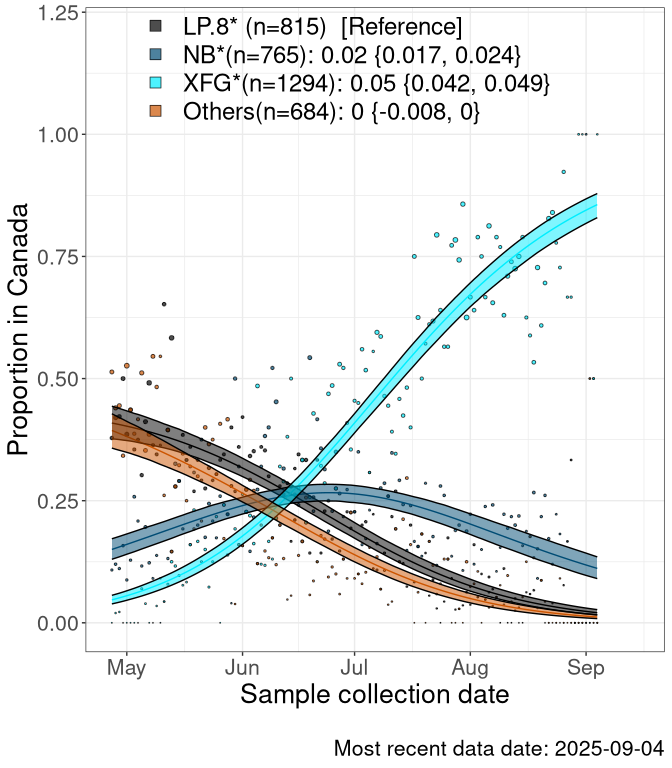 1.25
LP.8* (n=815) [Reference]
NB*(n=765): 0.02 {0.017, 0.024}
XFG*(n=1294): 0.05 {0.042, 0.049}
Others(n=684): 0 {-0.008, 0}
1.00
0.75
0.50
0.25
0.00
Proportion in Canada
May Jun Jul Aug Sep
Sample collection date
Most recent data date: 2025-09-04